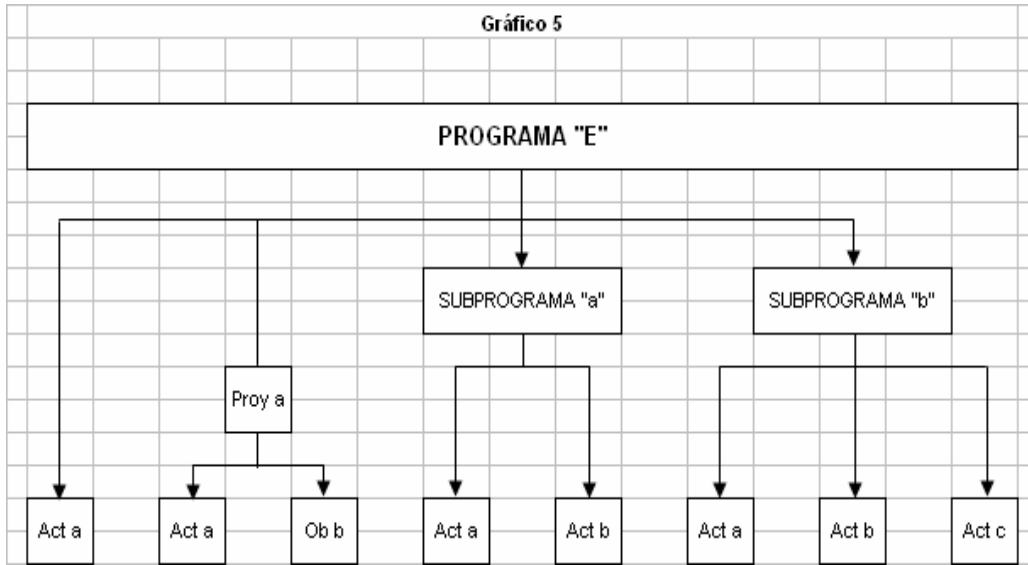 Gráfico 5
PROGRAMA "E"
SUBPROGRAMA "a"
SUBPROGRAMA "b"
Proy a
Act a
Act a
Ob b
Act a
Act b
Act a
Act b
Act c